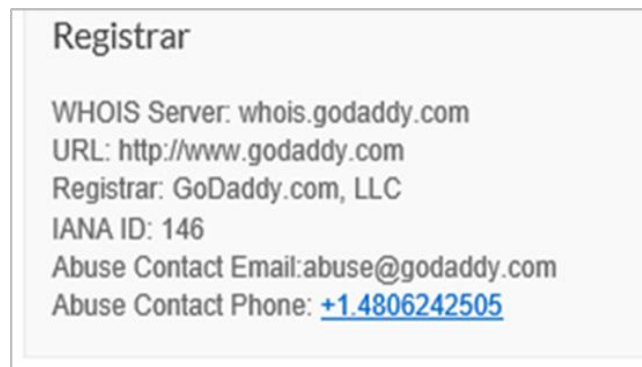 Registrar
WHOIS Server: whois.godaddy.com
URL: http://www.godaddy.com
Registrar: GoDaddy.com, LLC
IANA ID: 146
Abuse Contact Email:abuse@godaddy.com
Abuse Contact Phone: +1.4806242505